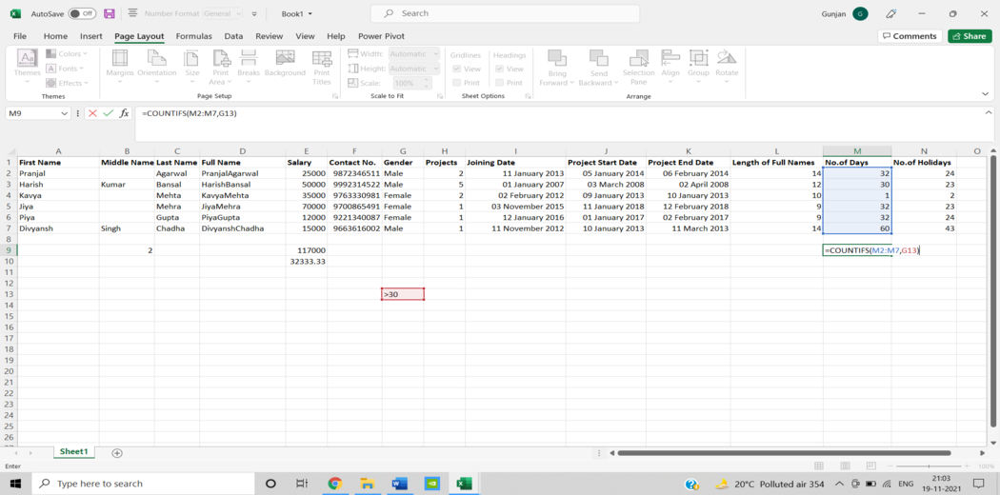 AutoSave Off Number Format General Book1 Search Gunjan G
File Home Insert Page Layout Formulas Data Review View Help Power Pivot Comments Share
Themes Colors Fonts Effects Margins Orientation Size Print Area Breaks Background Print Titles Width: Automatic Height: Automatic Scale: 100% Gridlines View Print Headings View Print Bring Forward Send Backward Selection Pane Align Group Rotate
Themes Page Setup Scale to Fit Sheet Options Arrange
M9 fx =COUNTIFS(M2:M7,G13)
A B C D E F G H I J K L M N O
1 First Name Middle Name Last Name Full Name Salary Contact No. Gender Projects Joining Date Project Start Date Project End Date Length of Full Names No.of Days No.of Holidays
2 Pranjal Agarwal PranjalAgarwal 25000 9872346511 Male 2 11 January 2013 05 January 2014 06 February 2014 14 32 24
3 Harish Kumar Bansal HarishBansal 50000 9992314522 Male 5 01 January 2007 03 March 2008 02 April 2008 12 30 23
4 Kavya Mehta KavyaMehta 35000 9763330981 Female 2 02 February 2012 09 January 2013 10 January 2013 10 1 2
5 Jiya Mehra JiyaMehra 70000 9700865491 Female 1 03 November 2015 11 January 2018 12 February 2018 9 32 23
6 Piya Gupta PiyaGupta 12000 9221340087 Female 1 12 January 2016 01 January 2017 02 February 2017 9 32 24
7 Divyansh Singh Chadha DivyanshChadha 15000 9663616002 Male 1 11 November 2012 10 January 2013 11 March 2013 14 60 43
8
9 2 117000 =COUNTIFS(M2:M7,G13)
10 32333.33
11
12
13 >30
14
15
16
17
18
19
20
21
22
23
24
25
26
Sheet1
Enter 100%
Type here to search W 20°C Polluted air 354 ENG 21:03
19-11-2021